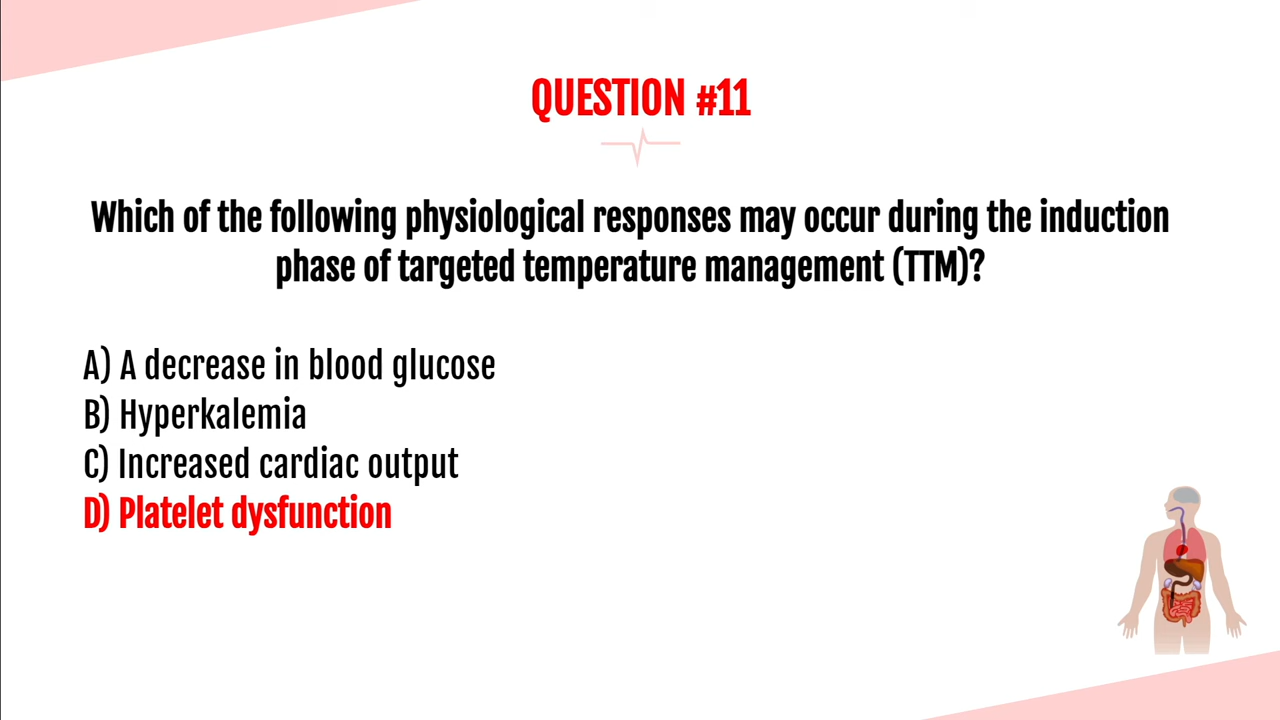 QUESTION #11
Which of the following physiological responses may occur during the induction
phase of targeted temperature management (TTM)?
A) A decrease in blood glucose
B) Hyperkalemia
C) Increased cardiac output
D) Platelet dysfunction